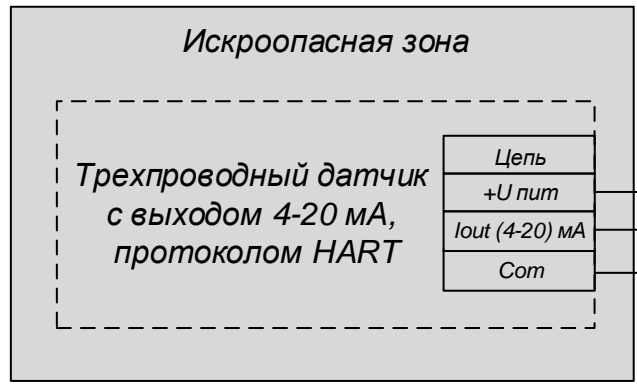 Искроопасная зона
Трехпроводный датчик
с выходом 4-20 мА,
протоколом HART
Цепь
+U пит
Iout (4-20) мА
Com